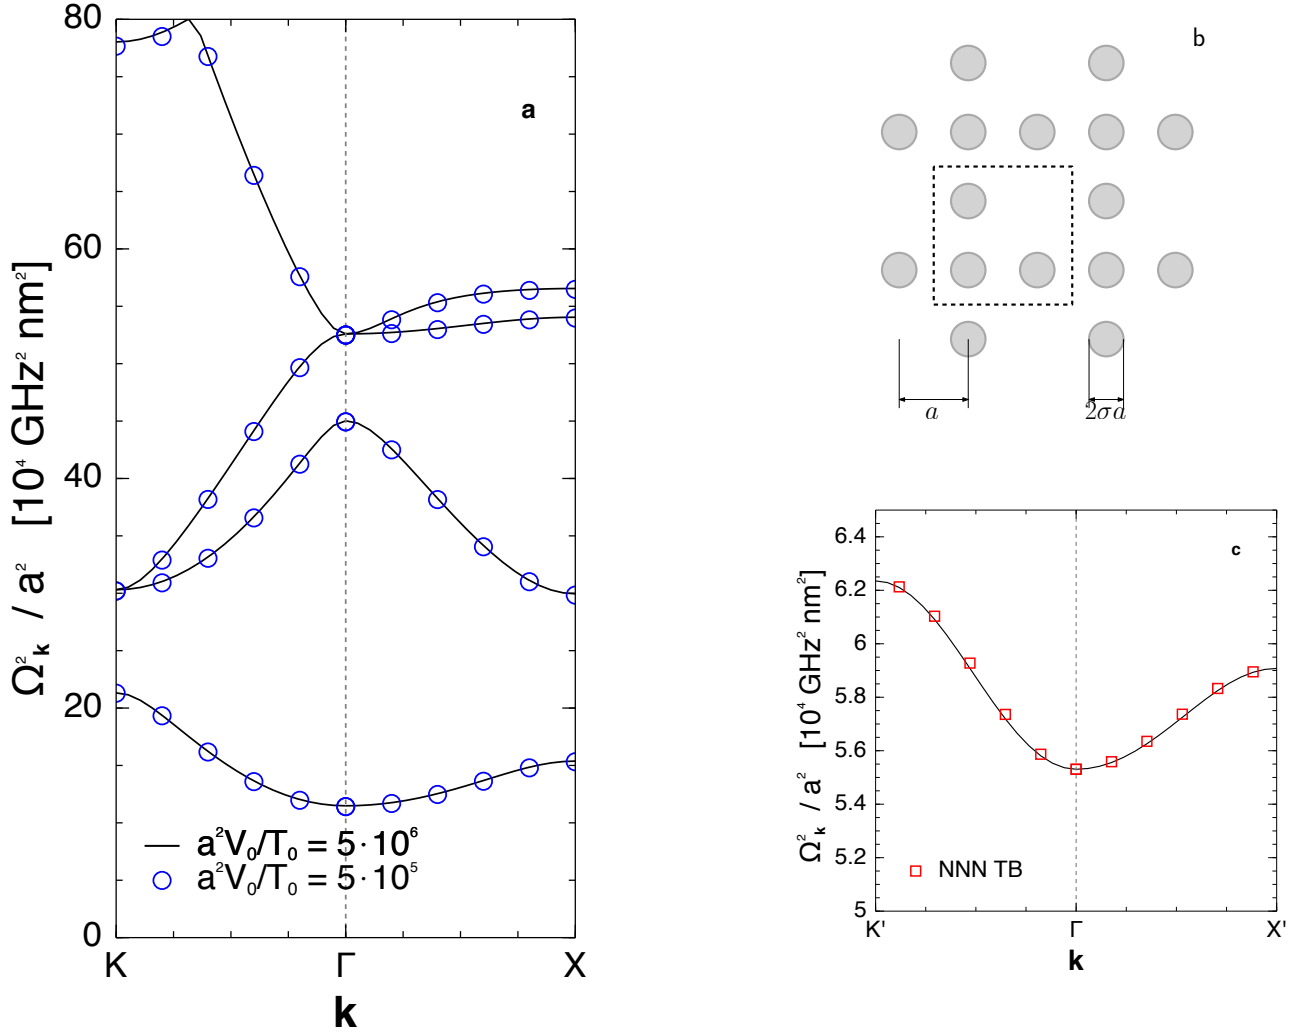 80
60
40
20
0
Ω²k / a² [10⁴ GHz² nm²]
a
a²V₀/T₀ = 5·10⁶
a²V₀/T₀ = 5·10⁵
K Γ X
k
b
a
2σa
6.4
6.2
6
5.8
5.6
5.4
5.2
5
Ω²k / a² [10⁴ GHz² nm²]
c
NNN TB
K' Γ X'
k